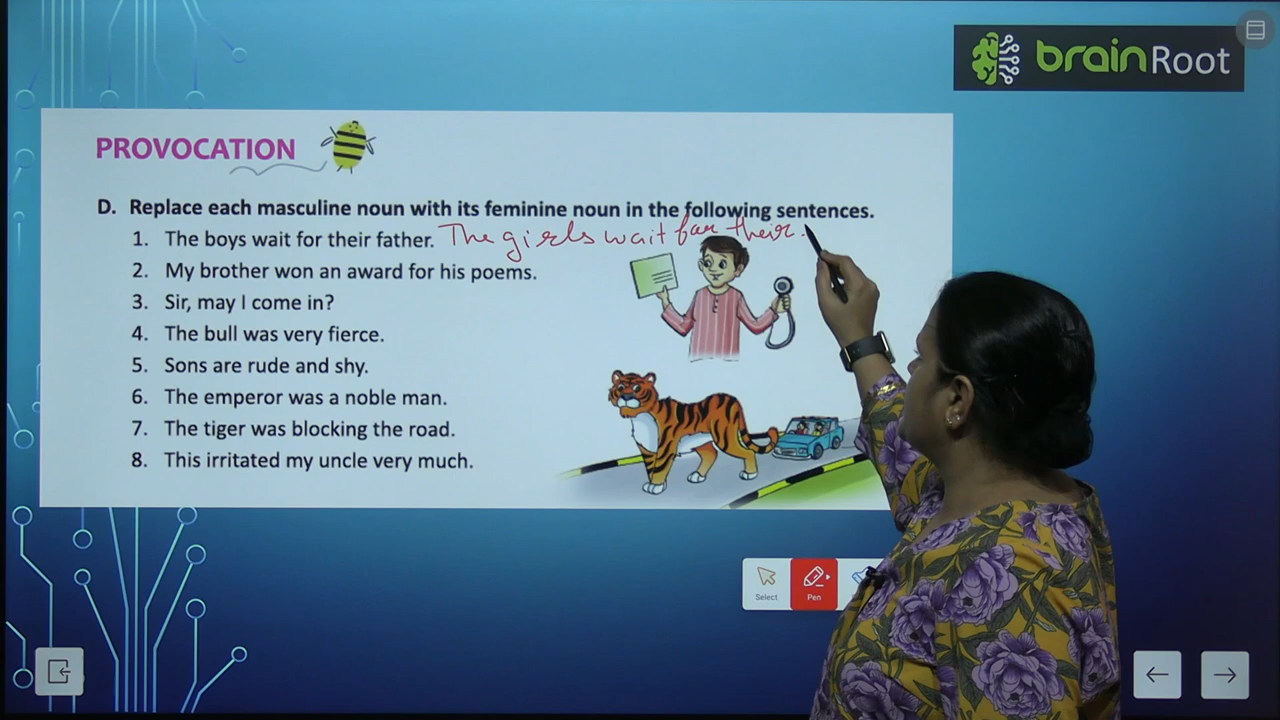 brainRoot
PROVOCATION
D. Replace each masculine noun with its feminine noun in the following sentences.
1. The boys wait for their father. The girls wait for their
2. My brother won an award for his poems.
3. Sir, may I come in?
4. The bull was very fierce.
5. Sons are rude and shy.
6. The emperor was a noble man.
7. The tiger was blocking the road.
8. This irritated my uncle very much.
Select
Pen